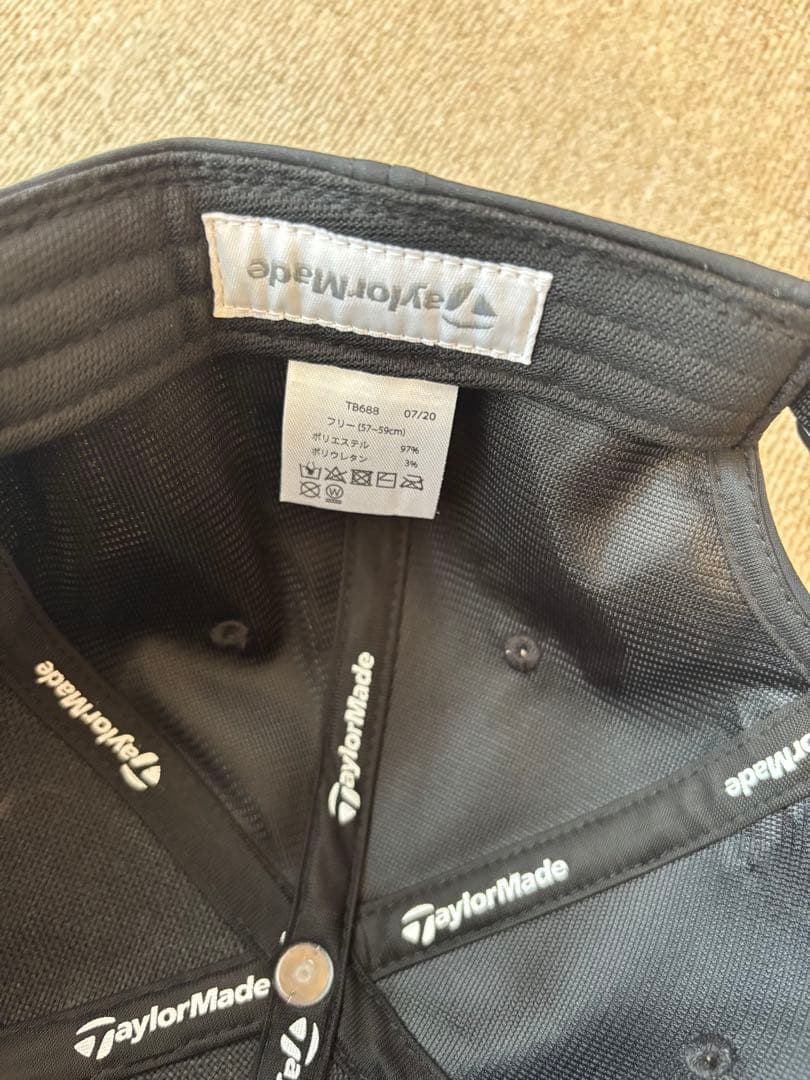 TaylorMade
TB688 07/20
フリー (57~59cm)
ポリエステル 97%
ポリウレタン 3%
W
TaylorMade
TaylorMade
TaylorMade
TaylorMade
TaylorMade